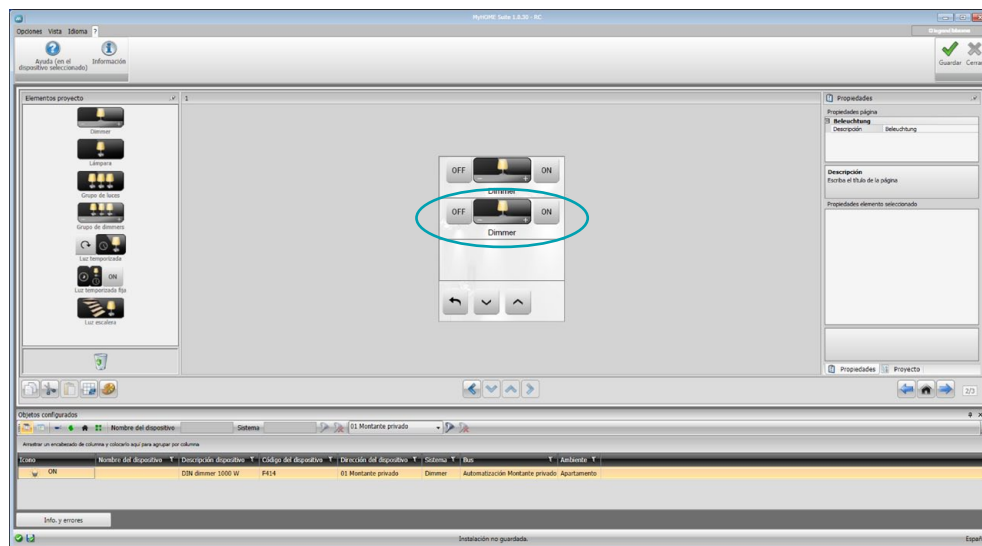 MyHOME Suite 1.0.30 - RC
Opciones Vista Idioma ?
Ayuda (en el dispositivo seleccionado)
Información
Guardar Cerrar
Elementos proyecto
1
Propiedades
Dimmer
Lámpara
Grupo de luces
Grupo de dimmers
Luz temporizada
ON
Luz temporizada fija
Luz escalera
OFF ON
Dimmer
OFF ON
Dimmer
Propiedades página
Beleuchtung
Descripción Beleuchtung
Descripción
Escriba el título de la página
Propiedades elemento seleccionado
Propiedades Proyecto
2/3
Objetos configurados
Nombre del dispositivo Sistema 01 Montante privado
Arrastrar un encabezado de columna y colocarlo aquí para agrupar por columna
Icono Nombre del dispositivo Descripción dispositivo Código del dispositivo Dirección del dispositivo Sistema Bus Ambiente
ON DIN dimmer 1000 W F414 01 Montante privado Dimmer Automatización Montante privado Apartamento
Info. y errores
Instalación no guardada.
Españ